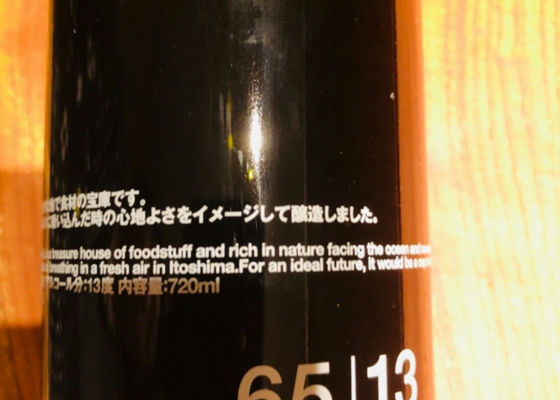 で食材の宝庫です。
い込んだ時の心地よさをイメージして醸造しました。
treasure house of foodstuff and rich in nature facing the ocean and
breathing in a fresh air in Itoshima.For an ideal future, it would be a
アルコール分:13度 内容量:720ml
65 | 13